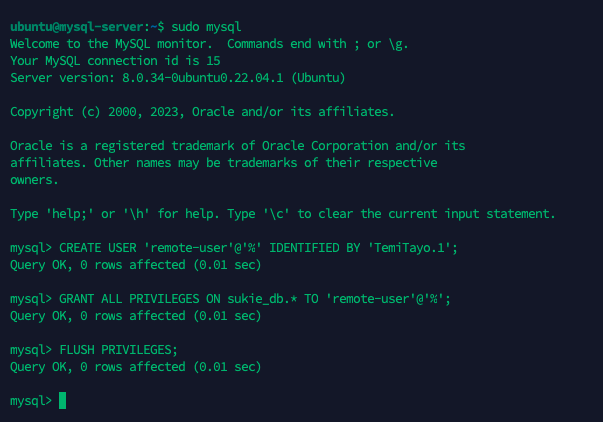 ubuntu@mysql-server:~$ sudo mysql
Welcome to the MySQL monitor.  Commands end with ; or \g.
Your MySQL connection id is 15
Server version: 8.0.34-0ubuntu0.22.04.1 (Ubuntu)
Copyright (c) 2000, 2023, Oracle and/or its affiliates.
Oracle is a registered trademark of Oracle Corporation and/or its
affiliates. Other names may be trademarks of their respective
owners.
Type 'help;' or '\h' for help. Type '\c' to clear the current input statement.
mysql> CREATE USER 'remote-user'@'%' IDENTIFIED BY 'TemiTayo.1';
Query OK, 0 rows affected (0.01 sec)
mysql> GRANT ALL PRIVILEGES ON sukie_db.* TO 'remote-user'@'%';
Query OK, 0 rows affected (0.01 sec)
mysql> FLUSH PRIVILEGES;
Query OK, 0 rows affected (0.01 sec)
mysql>